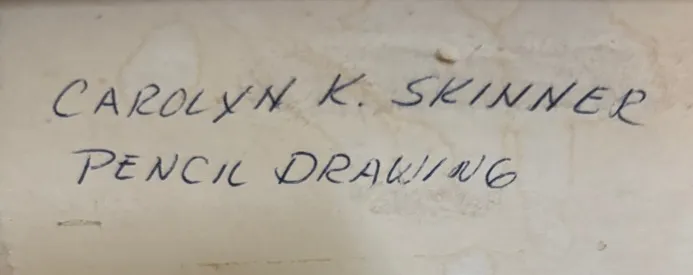 CAROLYN K. SKINNER
PENCIL DRAWING